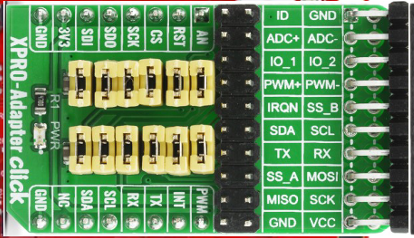 GND 3V3 SDI SDO SCK CS RST AN
XPRO-Adapter click
R1 PWR
GND NC SDA SCL RX TX INT PWM
ID GND
ADC+ ADC-
IO_1 IO_2
PWM+ PWM-
IRQN SS_B
SDA SCL
TX RX
SS_A MOSI
MISO SCK
GND VCC